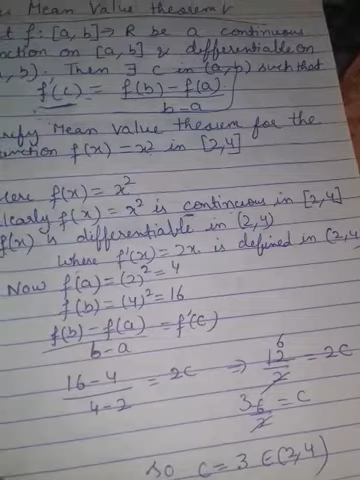 Mean Value theorem
f: [a, b] → R be a continuous
function on [a, b] & differentiable on
(a, b). Then ∃ c in (a, b) such that
f'(c) = f(b) - f(a) / b - a
Verify Mean Value theorem for the
function f(x) = x² in [2, 4]
Here f(x) = x²
Clearly f(x) = x² is continuous in [2, 4]
f(x) is differentiable in (2, 4)
where f'(x) = 2x is defined in (2, 4)
Now f(a) = (2)² = 4
f(b) = (4)² = 16
f(b) - f(a) / b - a = f'(c)
16 - 4 / 4 - 2 = 2c ⇒ 6 12 / 2 = 2c
3 6 / 2 = c
So c = 3 ∈ (2, 4)